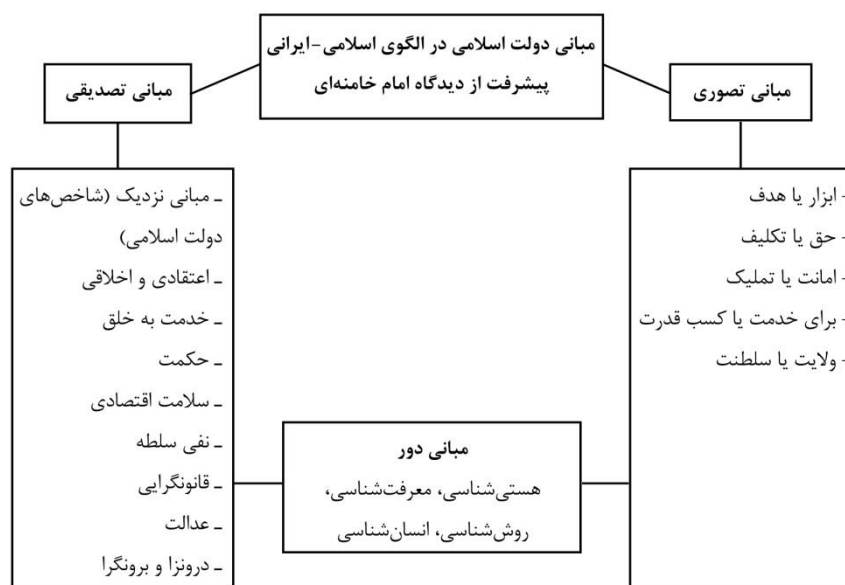 مبانی دولت اسلامی در الگوی اسلامی-ایرانی
پیشرفت از دیدگاه امام خامنه‌ای
مبانی تصوری
- ابزار یا هدف
- حق یا تکلیف
- امانت یا تملیک
- برای خدمت یا کسب قدرت
- ولایت یا سلطنت
مبانی تصدیقی
ـ مبانی نزدیک (شاخص‌های
دولت اسلامی)
ـ اعتقادی و اخلاقی
ـ خدمت به خلق
ـ حکمت
ـ سلامت اقتصادی
ـ نفی سلطه
ـ قانونگرایی
ـ عدالت
ـ درونزا و برونگرا
مبانی دور
هستی‌شناسی، معرفت‌شناسی،
روش‌شناسی، انسان‌شناسی